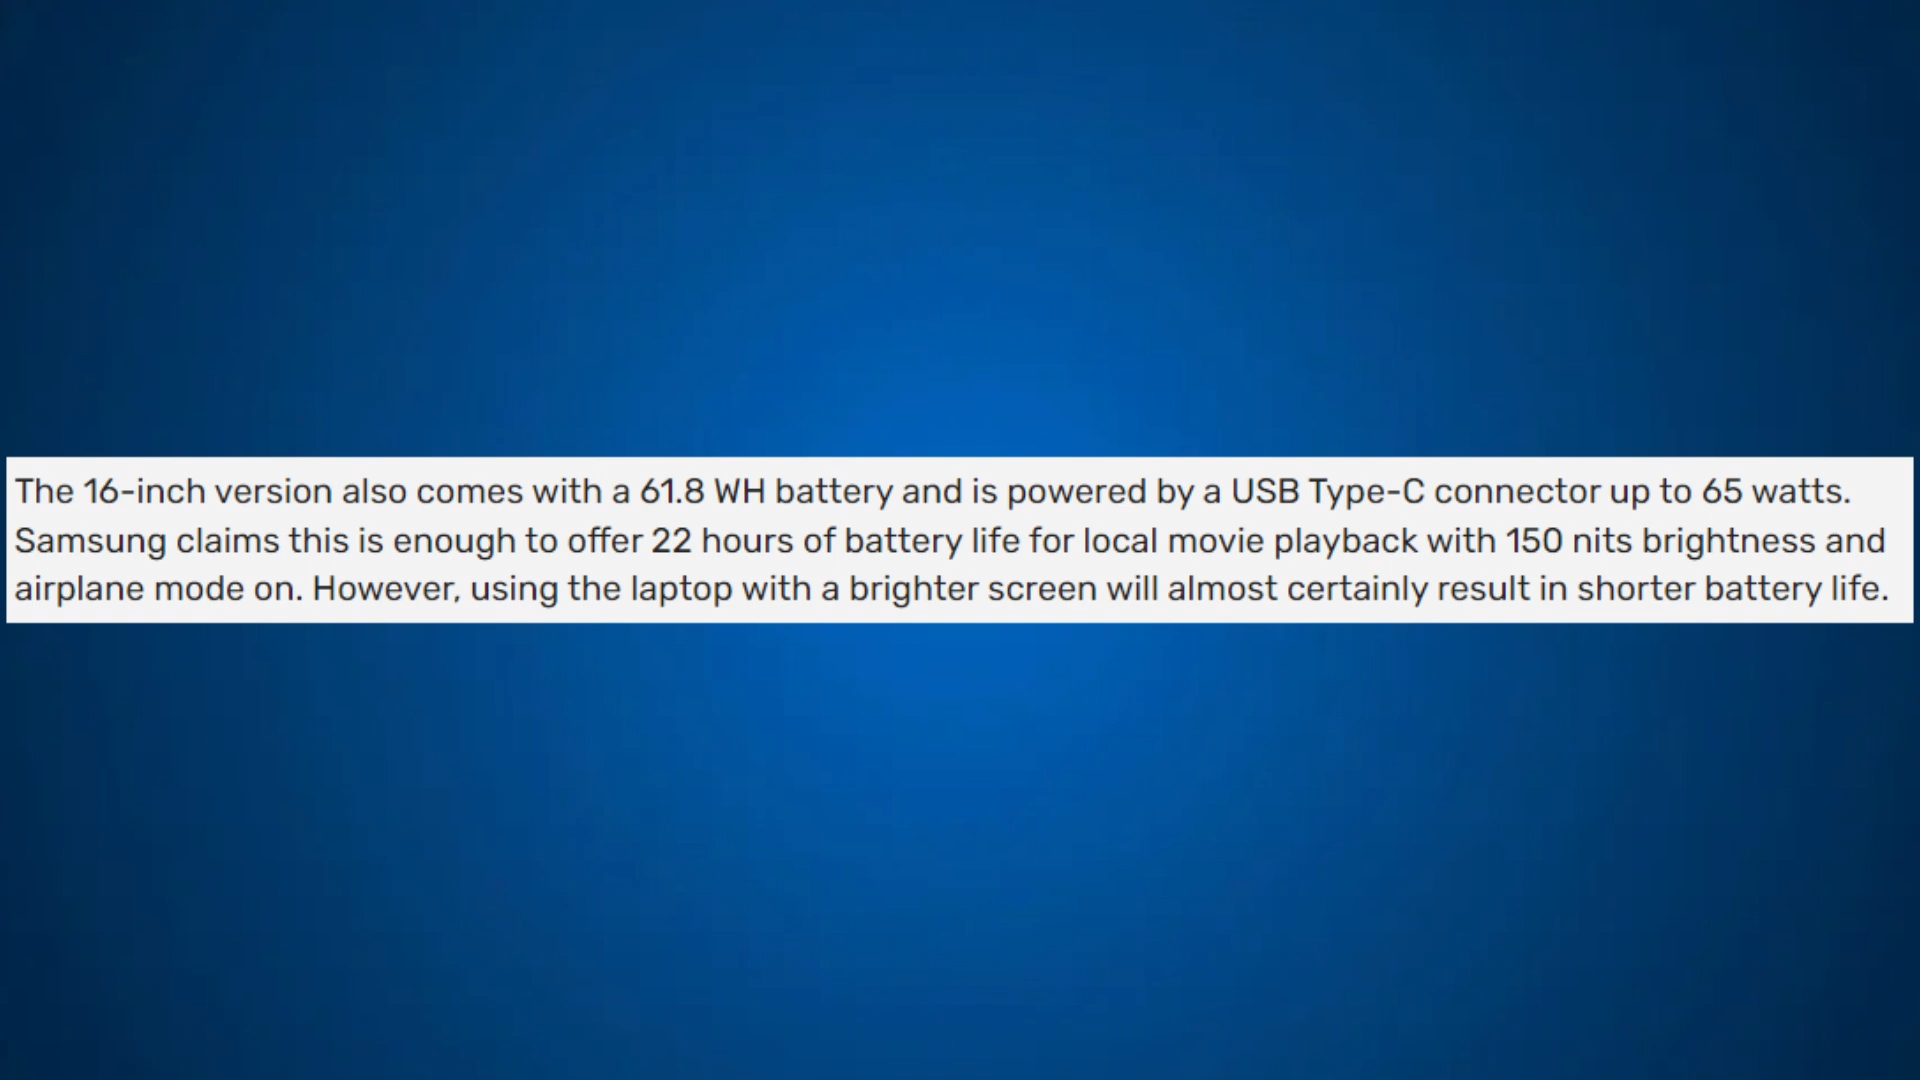 The 16-inch version also comes with a 61.8 WH battery and is powered by a USB Type-C connector up to 65 watts.
Samsung claims this is enough to offer 22 hours of battery life for local movie playback with 150 nits brightness and
airplane mode on. However, using the laptop with a brighter screen will almost certainly result in shorter battery life.